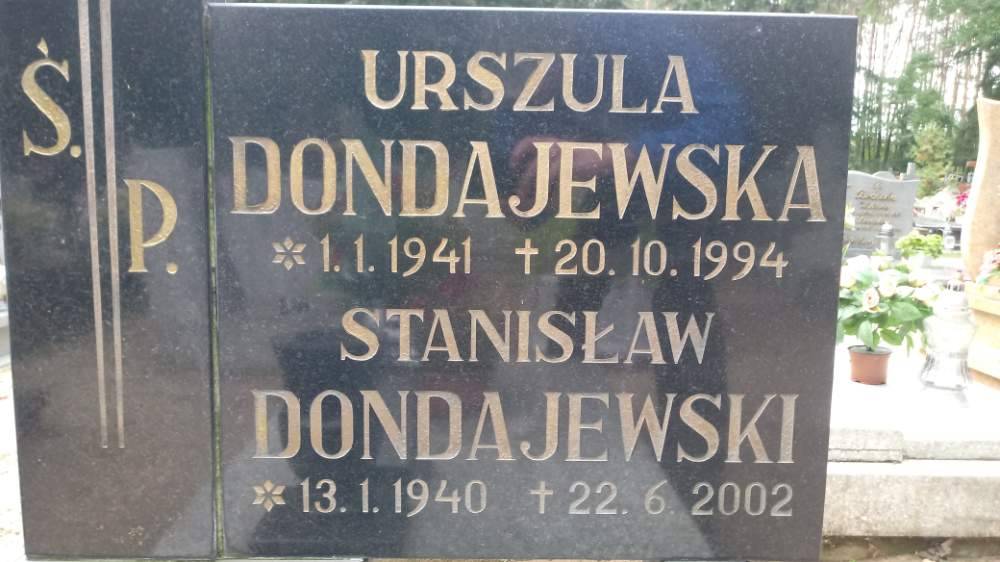 Ś.
P.
URSZULA
DONDAJEWSKA
* 1. 1. 1941 † 20. 10. 1994
STANISŁAW
DONDAJEWSKI
* 13. 1. 1940 † 22. 6. 2002